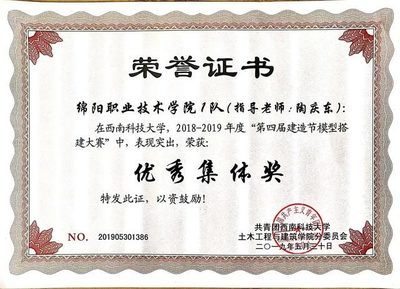 荣誉证书
绵阳职业技术学院1队(指导老师:陶庆东):
在西南科技大学，2018-2019年度“第四届建造节模型搭
建大赛”中，表现突出，荣获:
优秀集体奖
特发此证，以资鼓励!
共青团西南科技大学
土木工程与建筑学院分委员会
二〇一九年五月三十日
NO. 201905301386